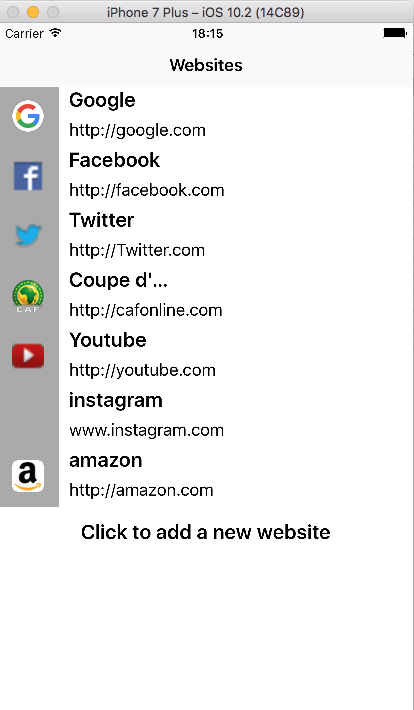 iPhone 7 Plus – iOS 10.2 (14C89)
Carrier 18:15
Websites
Google
http://google.com
Facebook
http://facebook.com
Twitter
http://Twitter.com
Coupe d'...
http://cafonline.com
CAF
Youtube
http://youtube.com
instagram
www.instagram.com
amazon
http://amazon.com
Click to add a new website